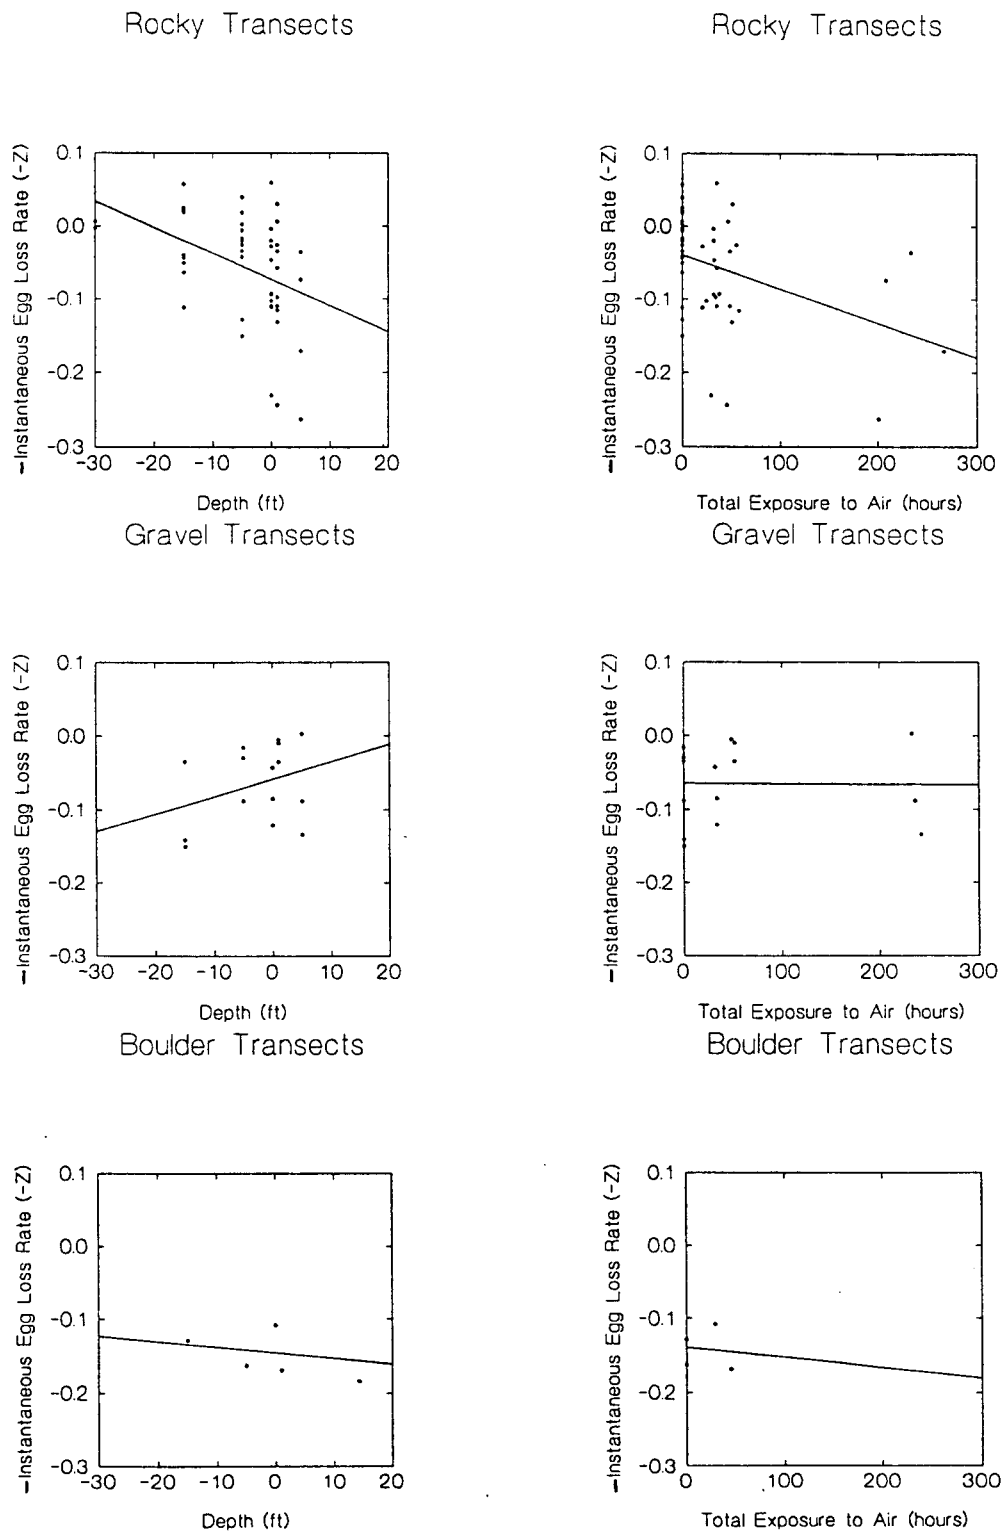 Rocky Transects
0.1
0.0
-0.1
-0.2
-0.3
-Instantaneous Egg Loss Rate (-Z)
-30 -20 -10 0 10 20
Depth (ft)
Rocky Transects
0.1
0.0
-0.1
-0.2
-0.3
-Instantaneous Egg Loss Rate (-Z)
0 100 200 300
Total Exposure to Air (hours)
Gravel Transects
0.1
0.0
-0.1
-0.2
-0.3
-Instantaneous Egg Loss Rate (-Z)
-30 -20 -10 0 10 20
Depth (ft)
Gravel Transects
0.1
0.0
-0.1
-0.2
-0.3
-Instantaneous Egg Loss Rate (-Z)
0 100 200 300
Total Exposure to Air (hours)
Boulder Transects
0.1
0.0
-0.1
-0.2
-0.3
-Instantaneous Egg Loss Rate (-Z)
-30 -20 -10 0 10 20
Depth (ft)
Boulder Transects
0.1
0.0
-0.1
-0.2
-0.3
-Instantaneous Egg Loss Rate (-Z)
0 100 200 300
Total Exposure to Air (hours)